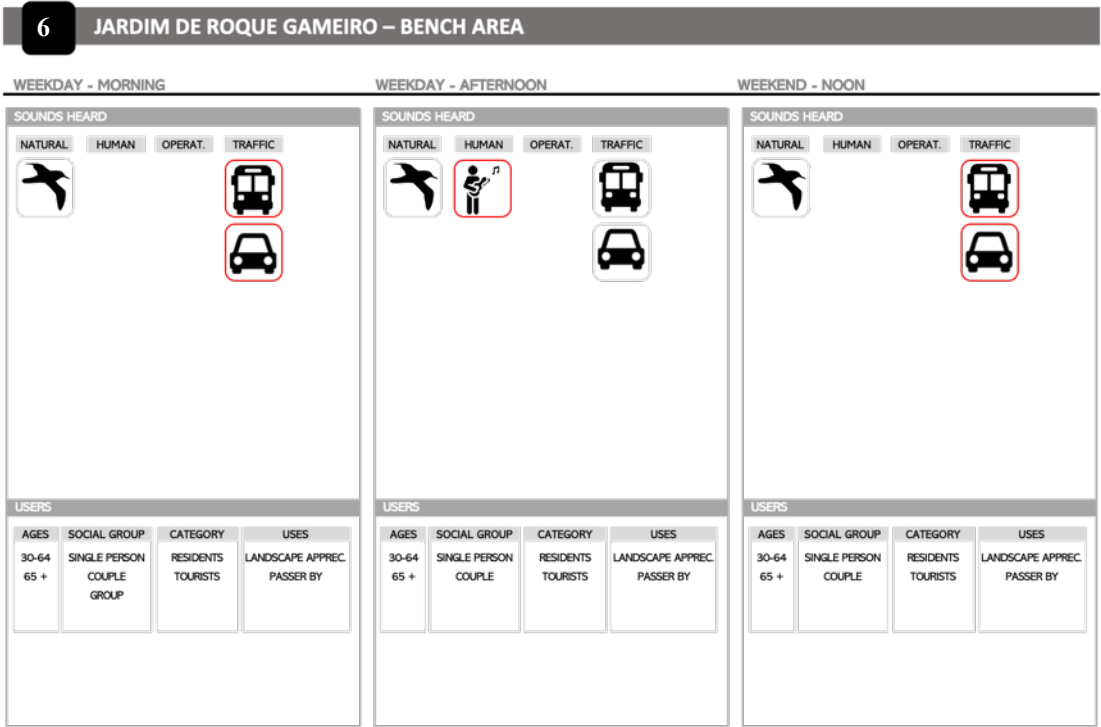 6 JARDIM DE ROQUE GAMEIRO – BENCH AREA
WEEKDAY - MORNING
SOUNDS HEARD
NATURAL HUMAN OPERAT. TRAFFIC
USERS
AGES SOCIAL GROUP CATEGORY USES
30-64 SINGLE PERSON RESIDENTS LANDSCAPE APPREC.
65 + COUPLE TOURISTS PASSER BY
GROUP
WEEKDAY - AFTERNOON
SOUNDS HEARD
NATURAL HUMAN OPERAT. TRAFFIC
USERS
AGES SOCIAL GROUP CATEGORY USES
30-64 SINGLE PERSON RESIDENTS LANDSCAPE APPREC.
65 + COUPLE TOURISTS PASSER BY
WEEKEND - NOON
SOUNDS HEARD
NATURAL HUMAN OPERAT. TRAFFIC
USERS
AGES SOCIAL GROUP CATEGORY USES
30-64 SINGLE PERSON RESIDENTS LANDSCAPE APPREC.
65 + COUPLE TOURISTS PASSER BY